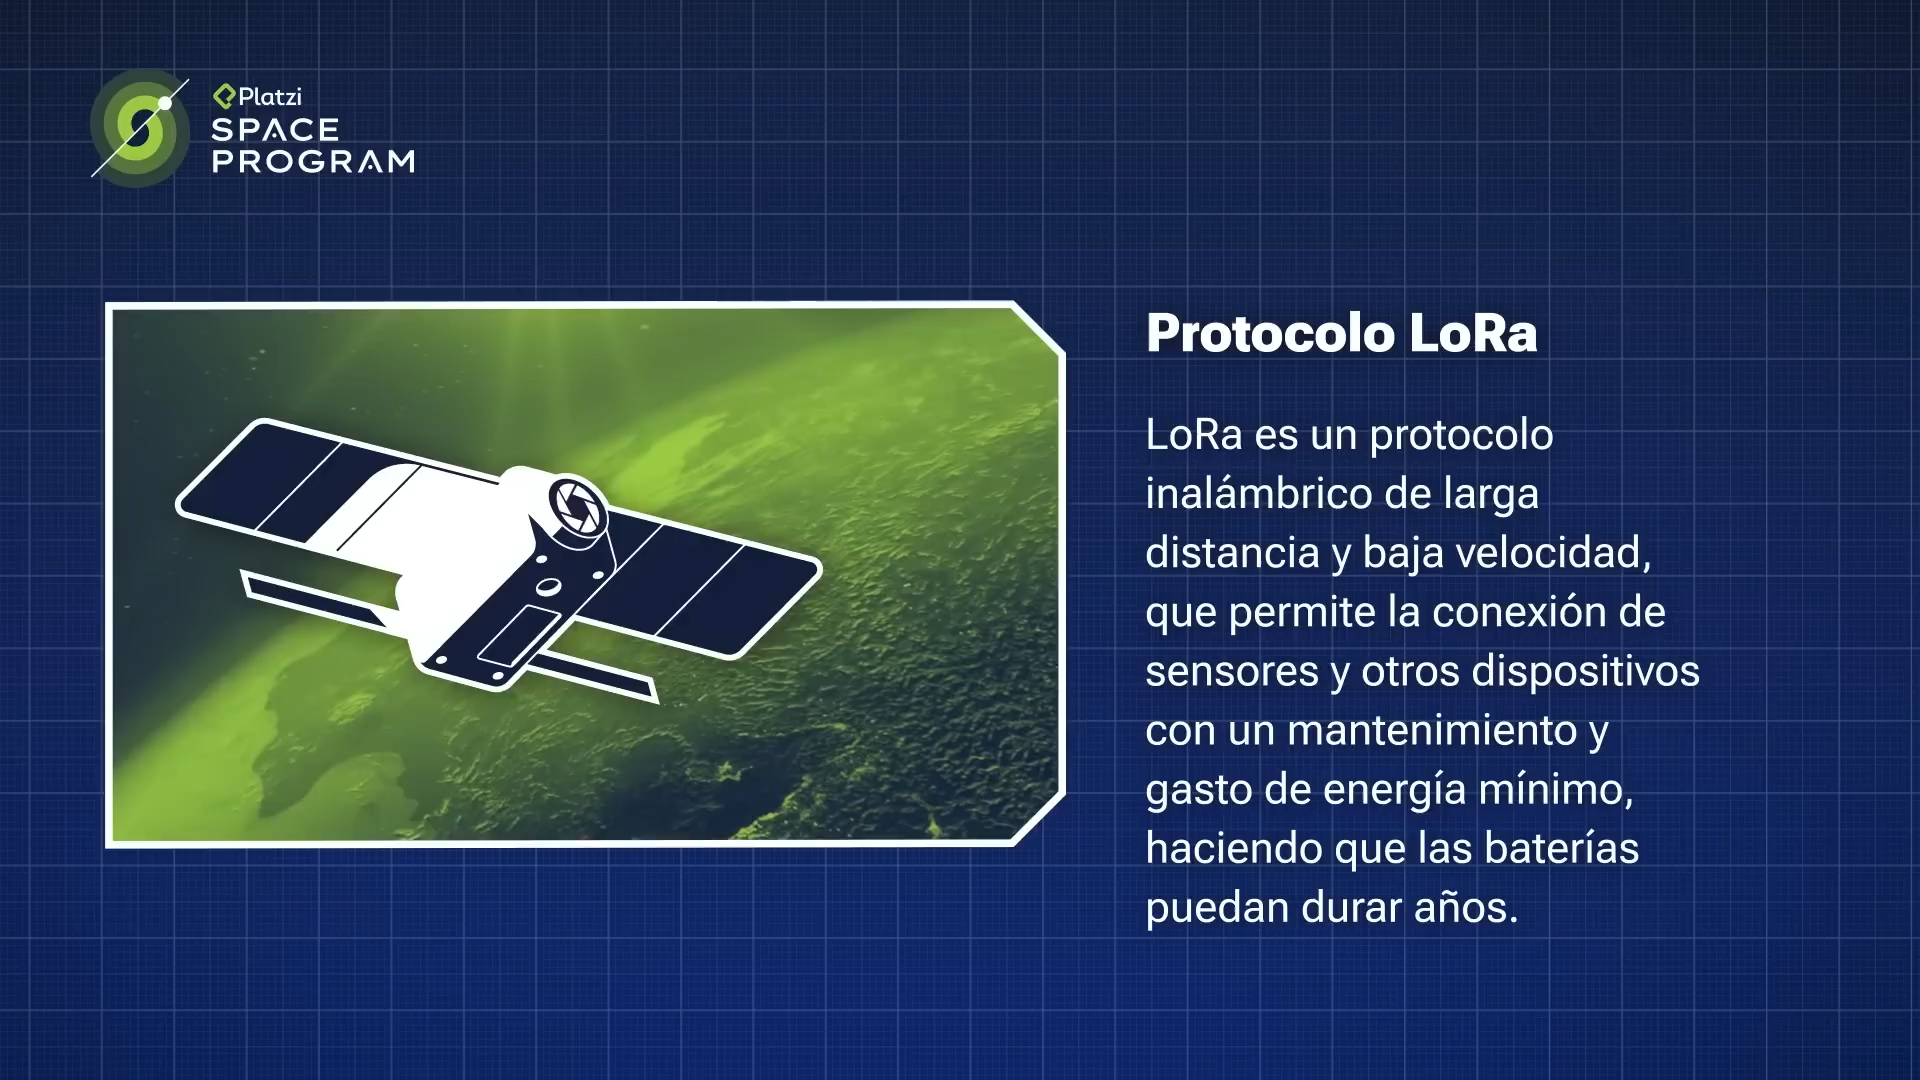 Platzi
SPACE
PROGRAM
Protocolo LoRa
LoRa es un protocolo
inalámbrico de larga
distancia y baja velocidad,
que permite la conexión de
sensores y otros dispositivos
con un mantenimiento y
gasto de energía mínimo,
haciendo que las baterías
puedan durar años.